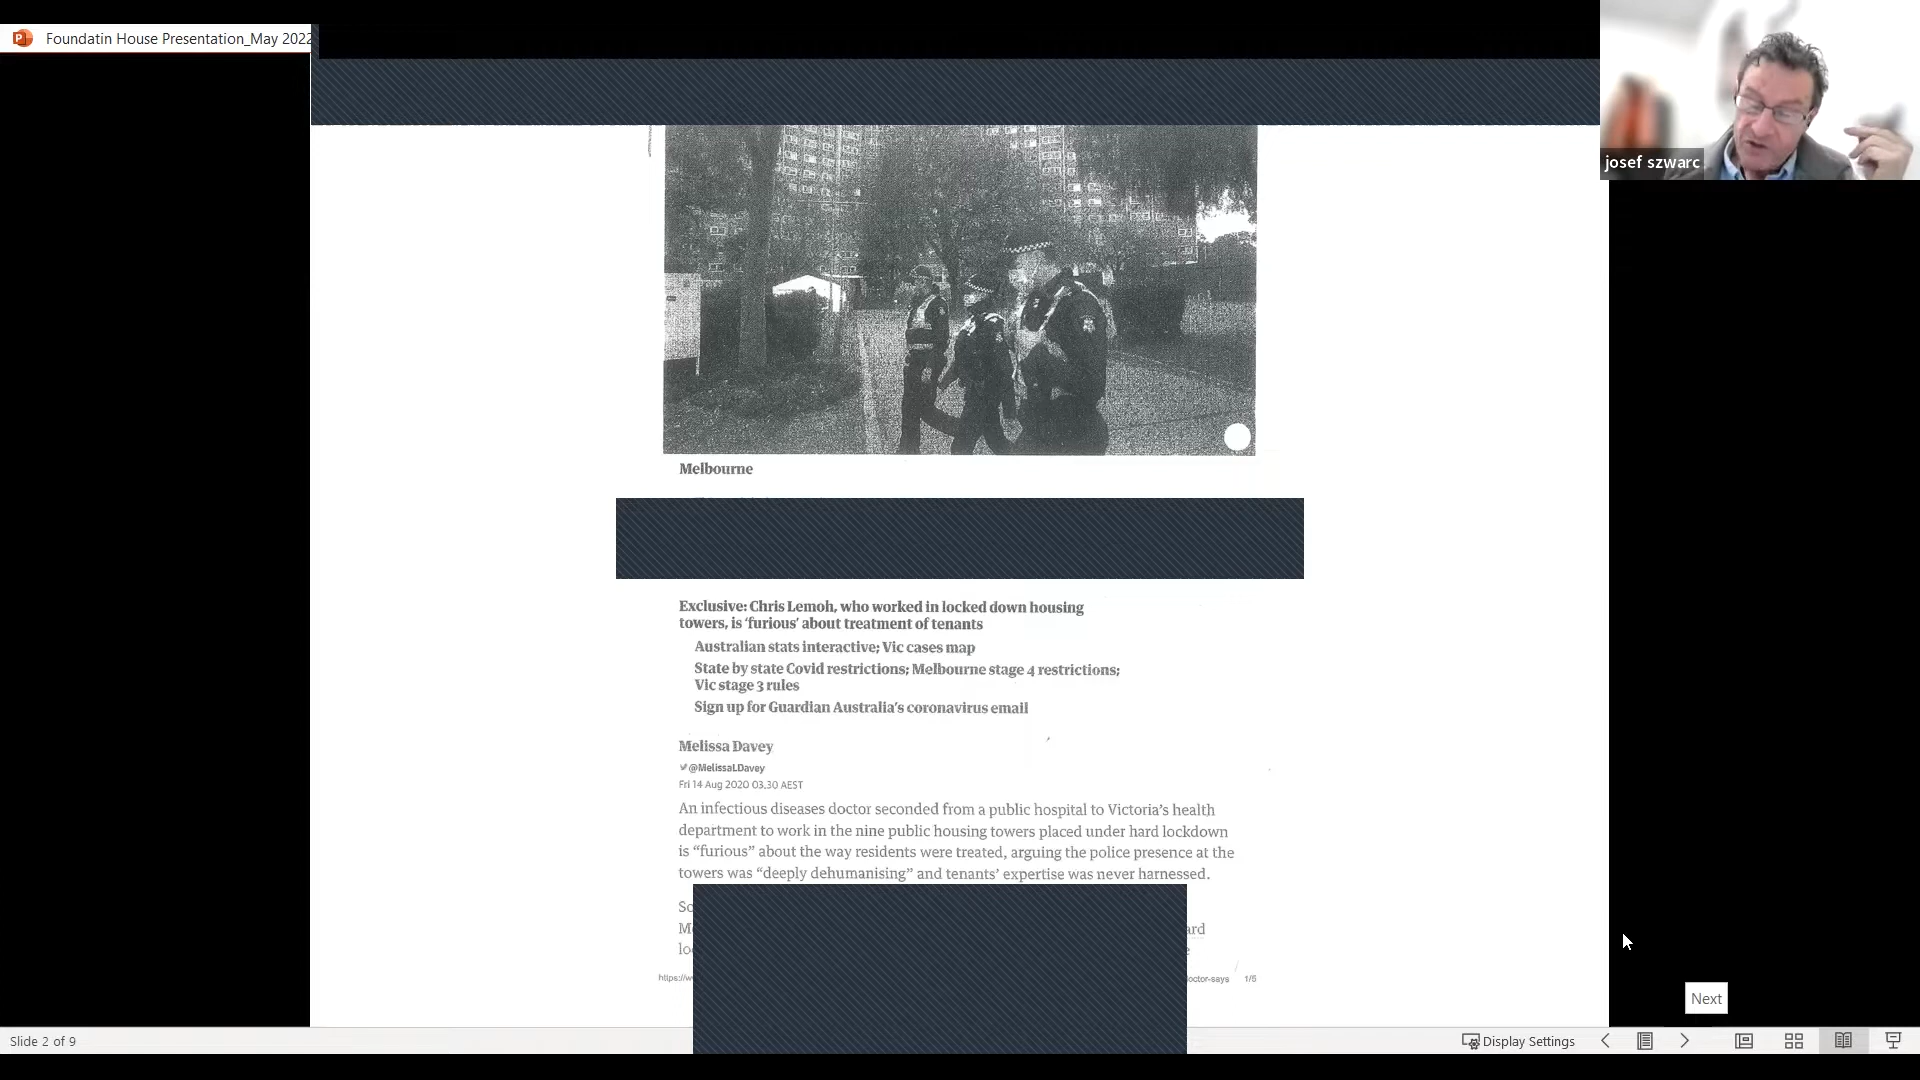 Foundatin House Presentation_May 2022
josef szwarc
Melbourne
Exclusive: Chris Lemoh, who worked in locked down housing
towers, is ‘furious’ about treatment of tenants
Australian stats interactive; Vic cases map
State by state Covid restrictions; Melbourne stage 4 restrictions;
Vic stage 3 rules
Sign up for Guardian Australia’s coronavirus email
Melissa Davey
@MelissaLDavey
Fri 14 Aug 2020 03.30 AEST
An infectious diseases doctor seconded from a public hospital to Victoria’s health
department to work in the nine public housing towers placed under hard lockdown
is “furious” about the way residents were treated, arguing the police presence at the
towers was “deeply dehumanising” and tenants’ expertise was never harnessed.
1/5
Next
Slide 2 of 9
Display Settings